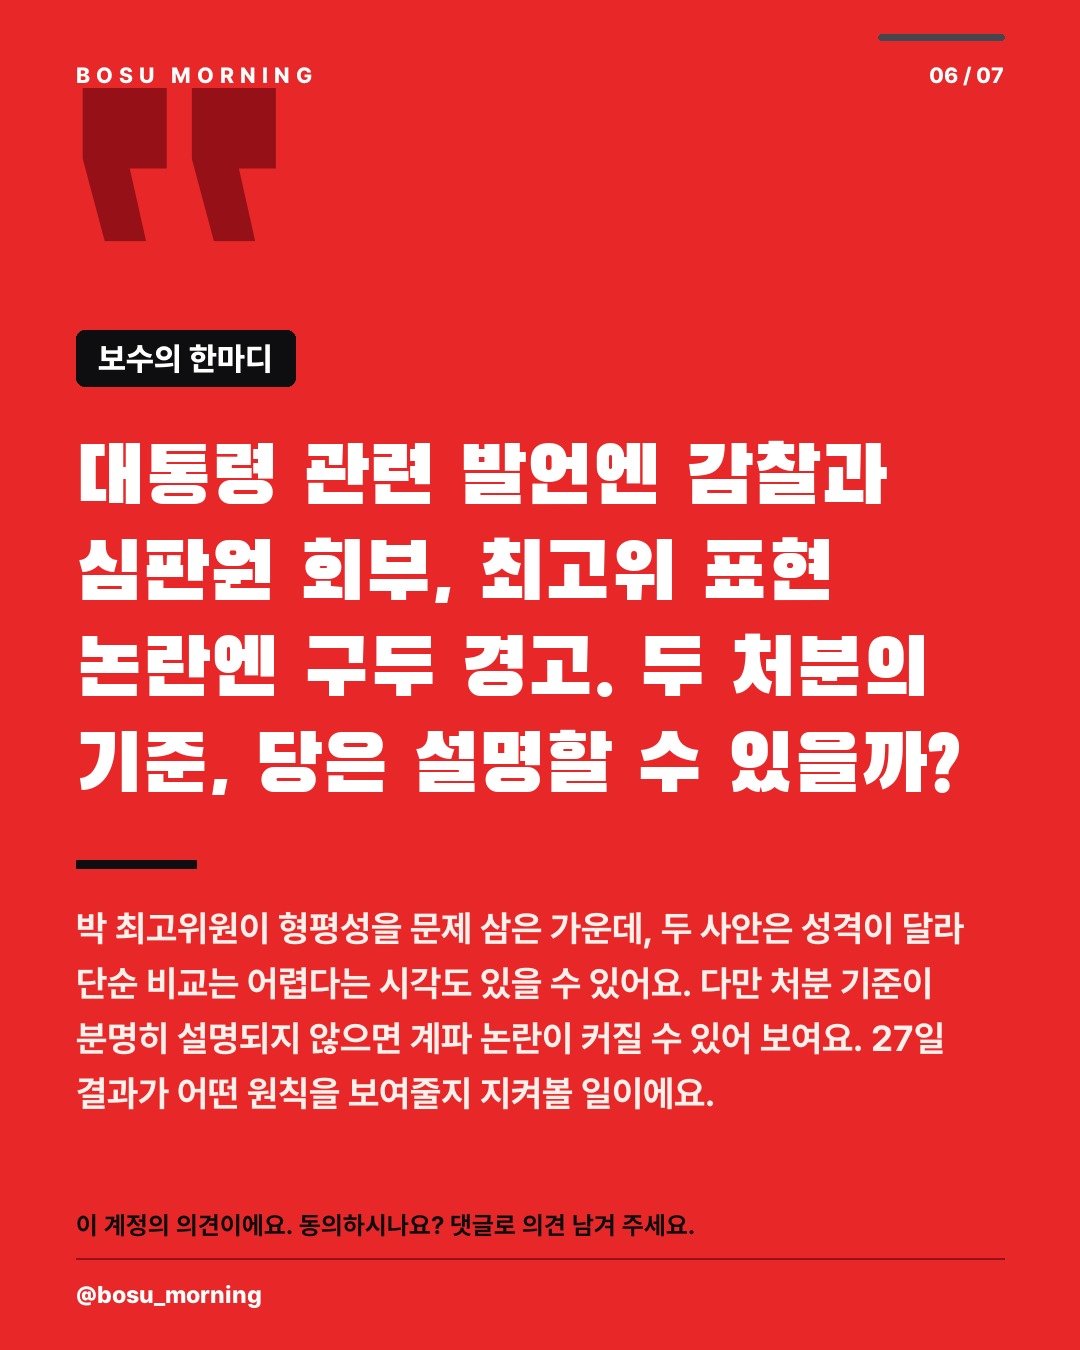 BOSU MORNING
06 / 07
보수의 한마디
대통령 관련 발언엔 감찰과
심판원 회부, 최고위 표현
논란엔 구두 경고. 두 처분의
기준, 당은 설명할 수 있을까?
박 최고위원이 형평성을 문제 삼은 가운데, 두 사안은 성격이 달라
단순 비교는 어렵다는 시각도 있을 수 있어요. 다만 처분 기준이
분명히 설명되지 않으면 계파 논란이 커질 수 있어 보여요. 27일
결과가 어떤 원칙을 보여줄지 지켜볼 일이에요.
이 계정의 의견이에요. 동의하시나요? 댓글로 의견 남겨 주세요.
@bosu_morning